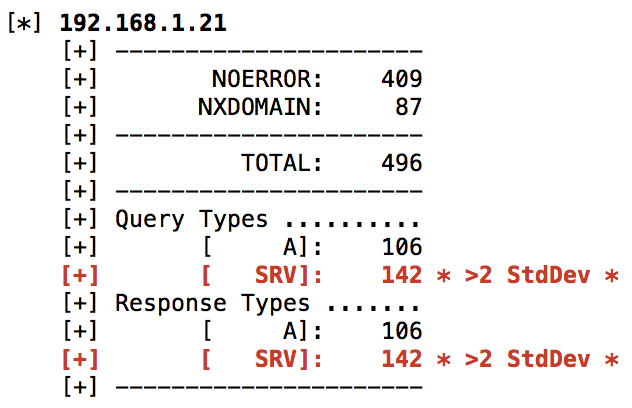 [*] 192.168.1.21
[+] -----------------------
[+]        NOERROR:    409
[+]       NXDOMAIN:     87
[+] -----------------------
[+]          TOTAL:    496
[+] -----------------------
[+] Query Types ..........
[+]       [     A]:    106
[+]       [   SRV]:    142 * >2 StdDev *
[+] Response Types .......
[+]       [     A]:    106
[+]       [   SRV]:    142 * >2 StdDev *
[+] -----------------------